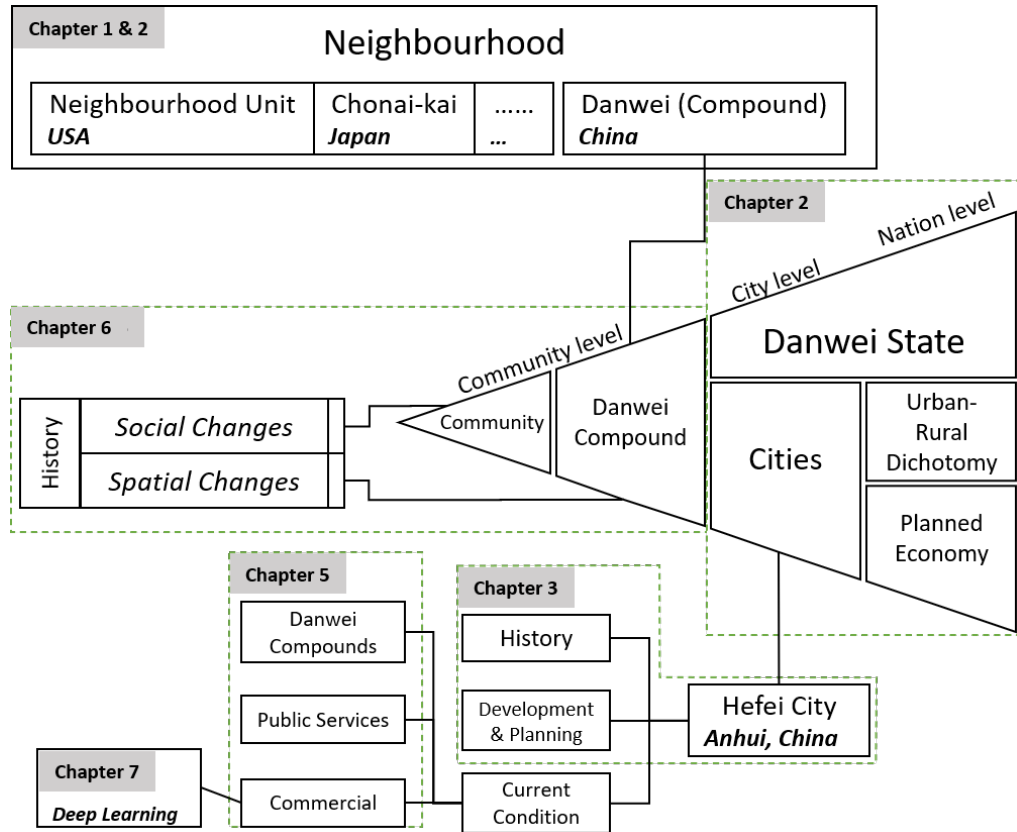 Chapter 1 & 2
Neighbourhood
Neighbourhood Unit
USA
Chonai-kai
Japan
......
...
Danwei (Compound)
China
Chapter 2
Nation level
City level
Danwei State
Cities
Urban-
Rural
Dichotomy
Planned
Economy
Chapter 6
Community level
Community
Danwei
Compound
History
Social Changes
Spatial Changes
Chapter 5
Danwei
Compounds
Public Services
Commercial
Chapter 3
History
Development
& Planning
Current
Condition
Hefei City
Anhui, China
Chapter 7
Deep Learning